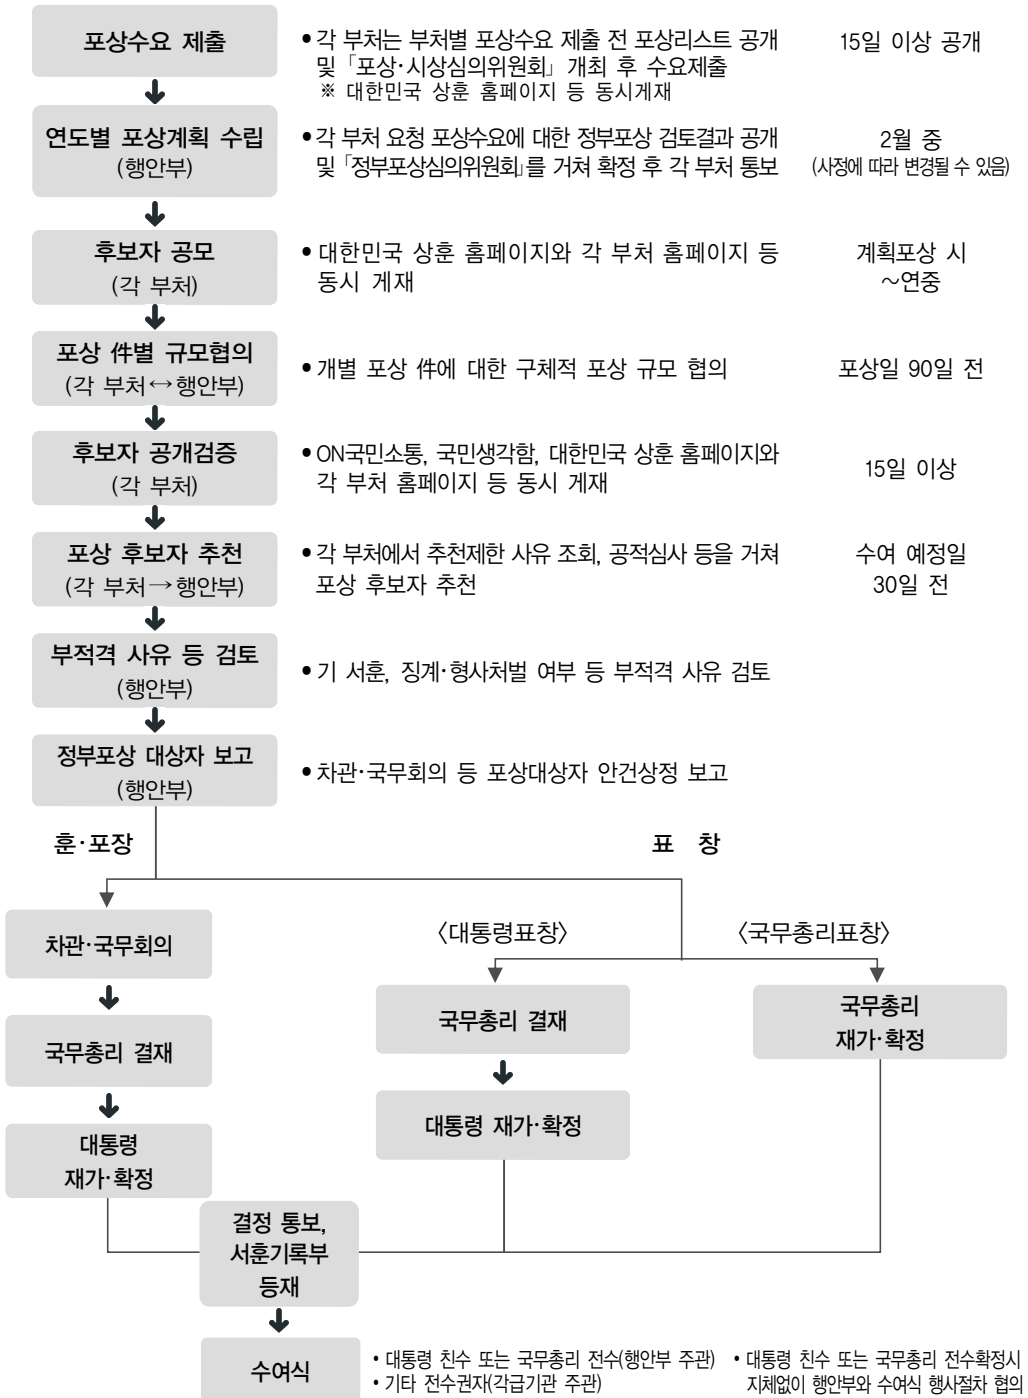 포상수요 제출
• 각 부처는 부처별 포상수요 제출 전 포상리스트 공개
및 「포상·시상심의위원회」 개최 후 수요제출
※ 대한민국 상훈 홈페이지 등 동시게재
15일 이상 공개
연도별 포상계획 수립
(행안부)
• 각 부처 요청 포상수요에 대한 정부포상 검토결과 공개
및 「정부포상심의위원회」를 거쳐 확정 후 각 부처 통보
2월 중
(사정에 따라 변경될 수 있음)
후보자 공모
(각 부처)
• 대한민국 상훈 홈페이지와 각 부처 홈페이지 등
동시 게재
계획포상 시
～연중
포상 件별 규모협의
(각 부처↔행안부)
• 개별 포상 件에 대한 구체적 포상 규모 협의
포상일 90일 전
후보자 공개검증
(각 부처)
• ON국민소통, 국민생각함, 대한민국 상훈 홈페이지와
각 부처 홈페이지 등 동시 게재
15일 이상
포상 후보자 추천
(각 부처→행안부)
• 각 부처에서 추천제한 사유 조회, 공적심사 등을 거쳐
포상 후보자 추천
수여 예정일
30일 전
부적격 사유 등 검토
(행안부)
• 기 서훈, 징계·형사처벌 여부 등 부적격 사유 검토
정부포상 대상자 보고
(행안부)
• 차관·국무회의 등 포상대상자 안건상정 보고
훈·포장
표 창
차관·국무회의
국무총리 결재
대통령
재가·확정
〈대통령표창〉
국무총리 결재
대통령 재가·확정
〈국무총리표창〉
국무총리
재가·확정
결정 통보,
서훈기록부
등재
수여식
• 대통령 친수 또는 국무총리 전수(행안부 주관)
• 기타 전수권자(각급기관 주관)
• 대통령 친수 또는 국무총리 전수확정시
지체없이 행안부와 수여식 행사절차 협의